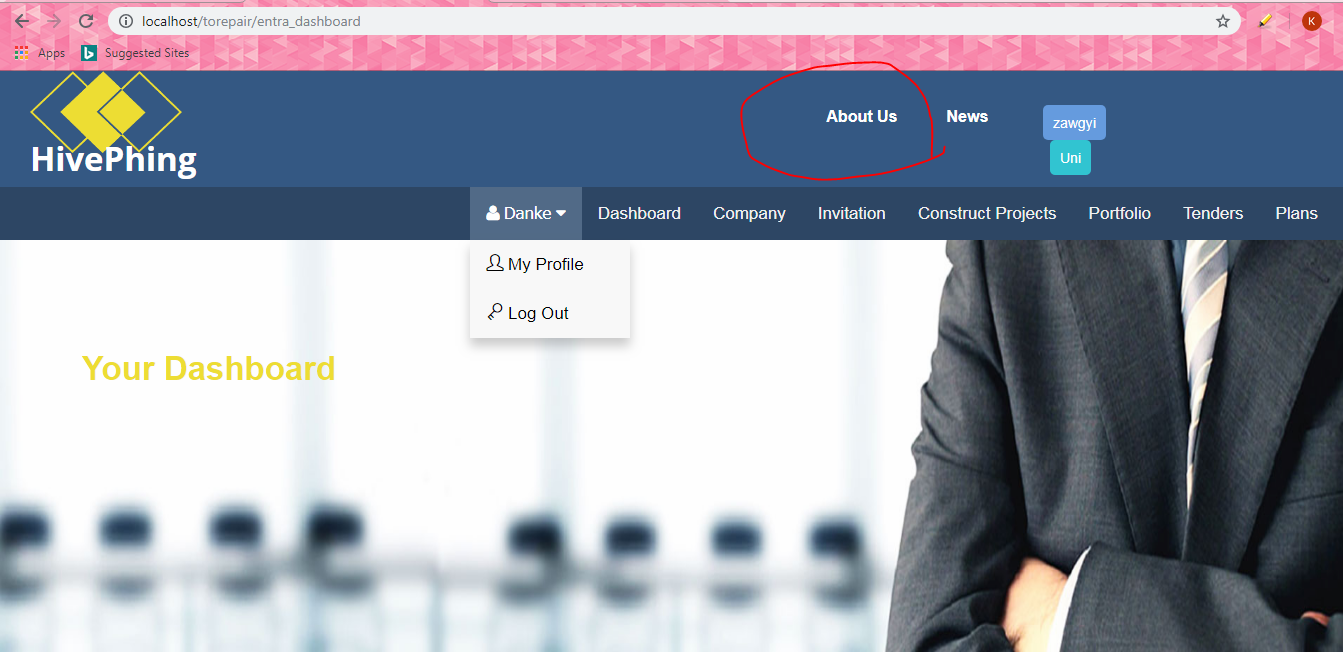 localhost/torepair/entra_dashboard
K
Apps
Suggested Sites
HivePhing
About Us
News
zawgyi
Uni
Danke
Dashboard
Company
Invitation
Construct Projects
Portfolio
Tenders
Plans
My Profile
Log Out
Your Dashboard